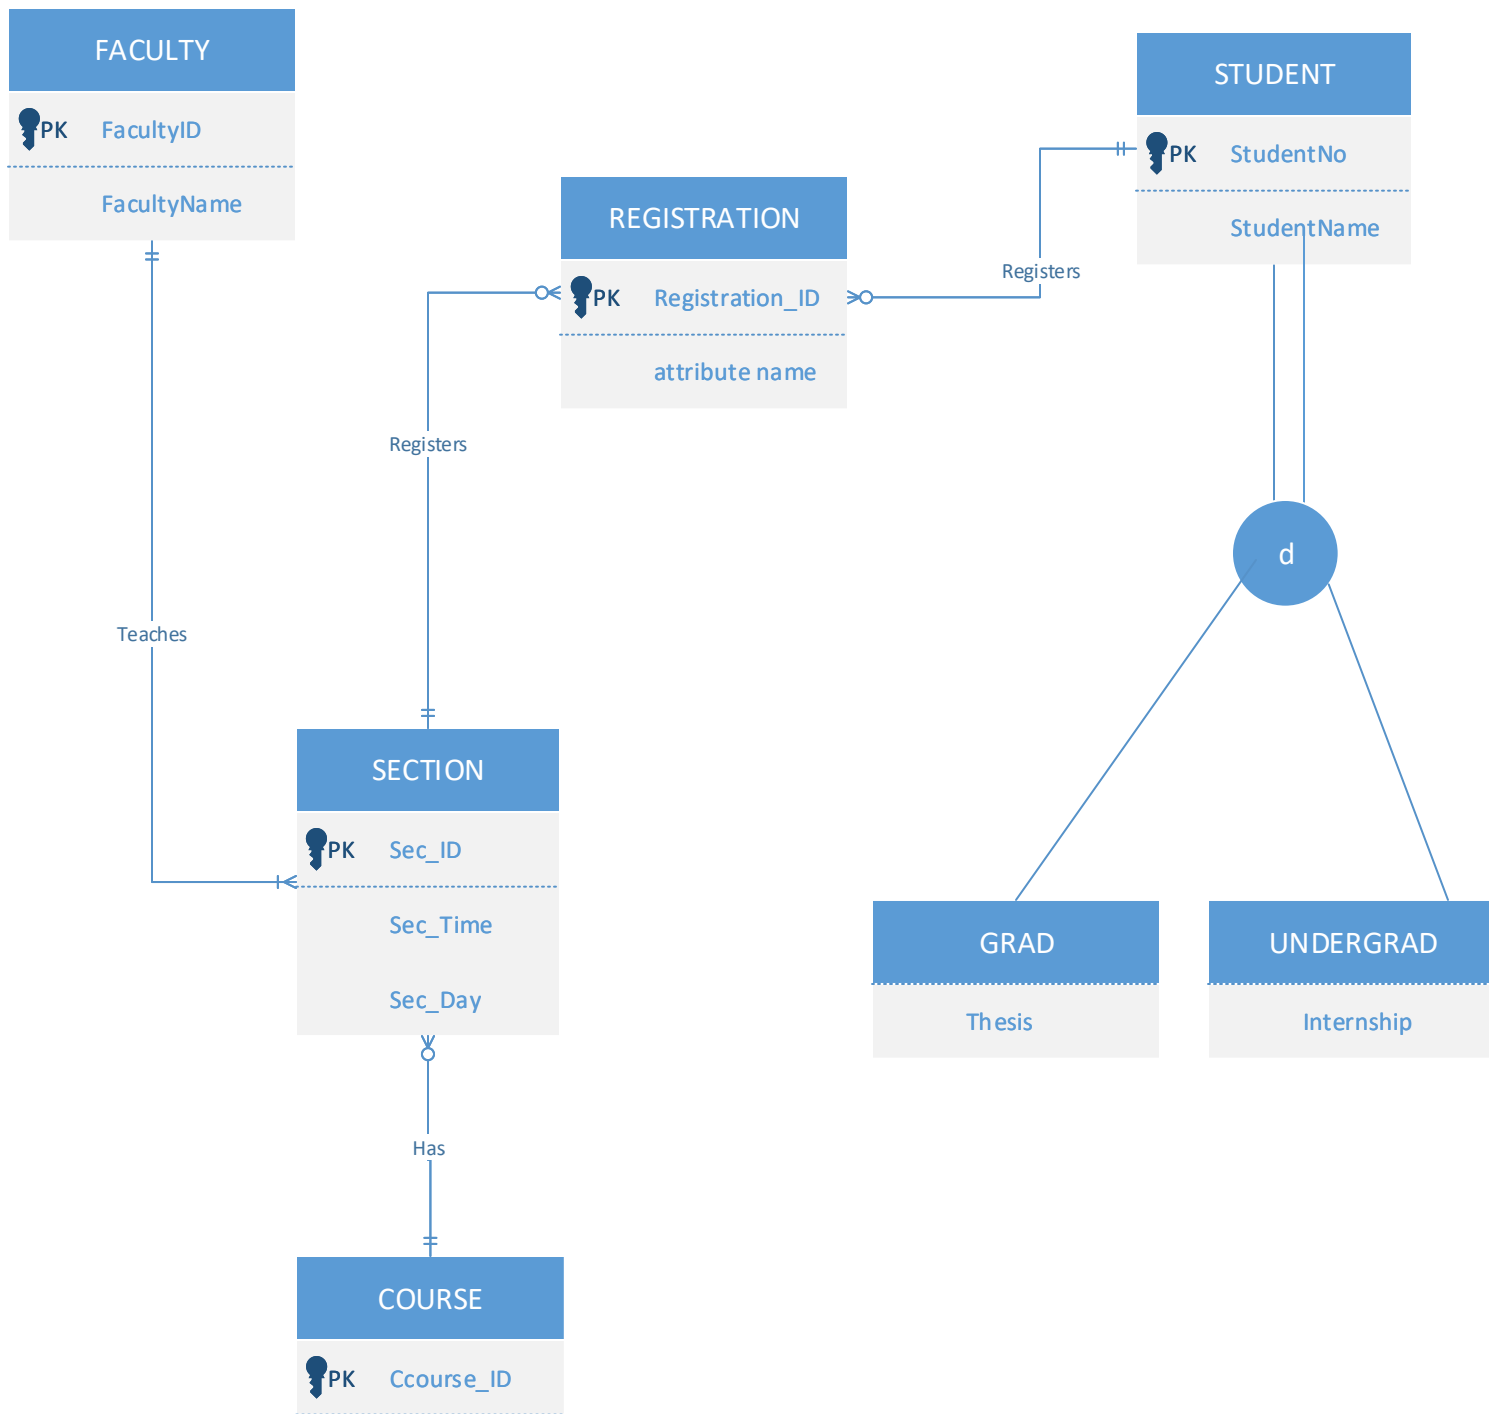 FACULTY
PK FacultyID
FacultyName
STUDENT
PK StudentNo
StudentName
REGISTRATION
PK Registration_ID
attribute name
Registers
Registers
Teaches
d
SECTION
PK Sec_ID
Sec_Time
Sec_Day
GRAD
Thesis
UNDERGRAD
Internship
Has
COURSE
PK Ccourse_ID